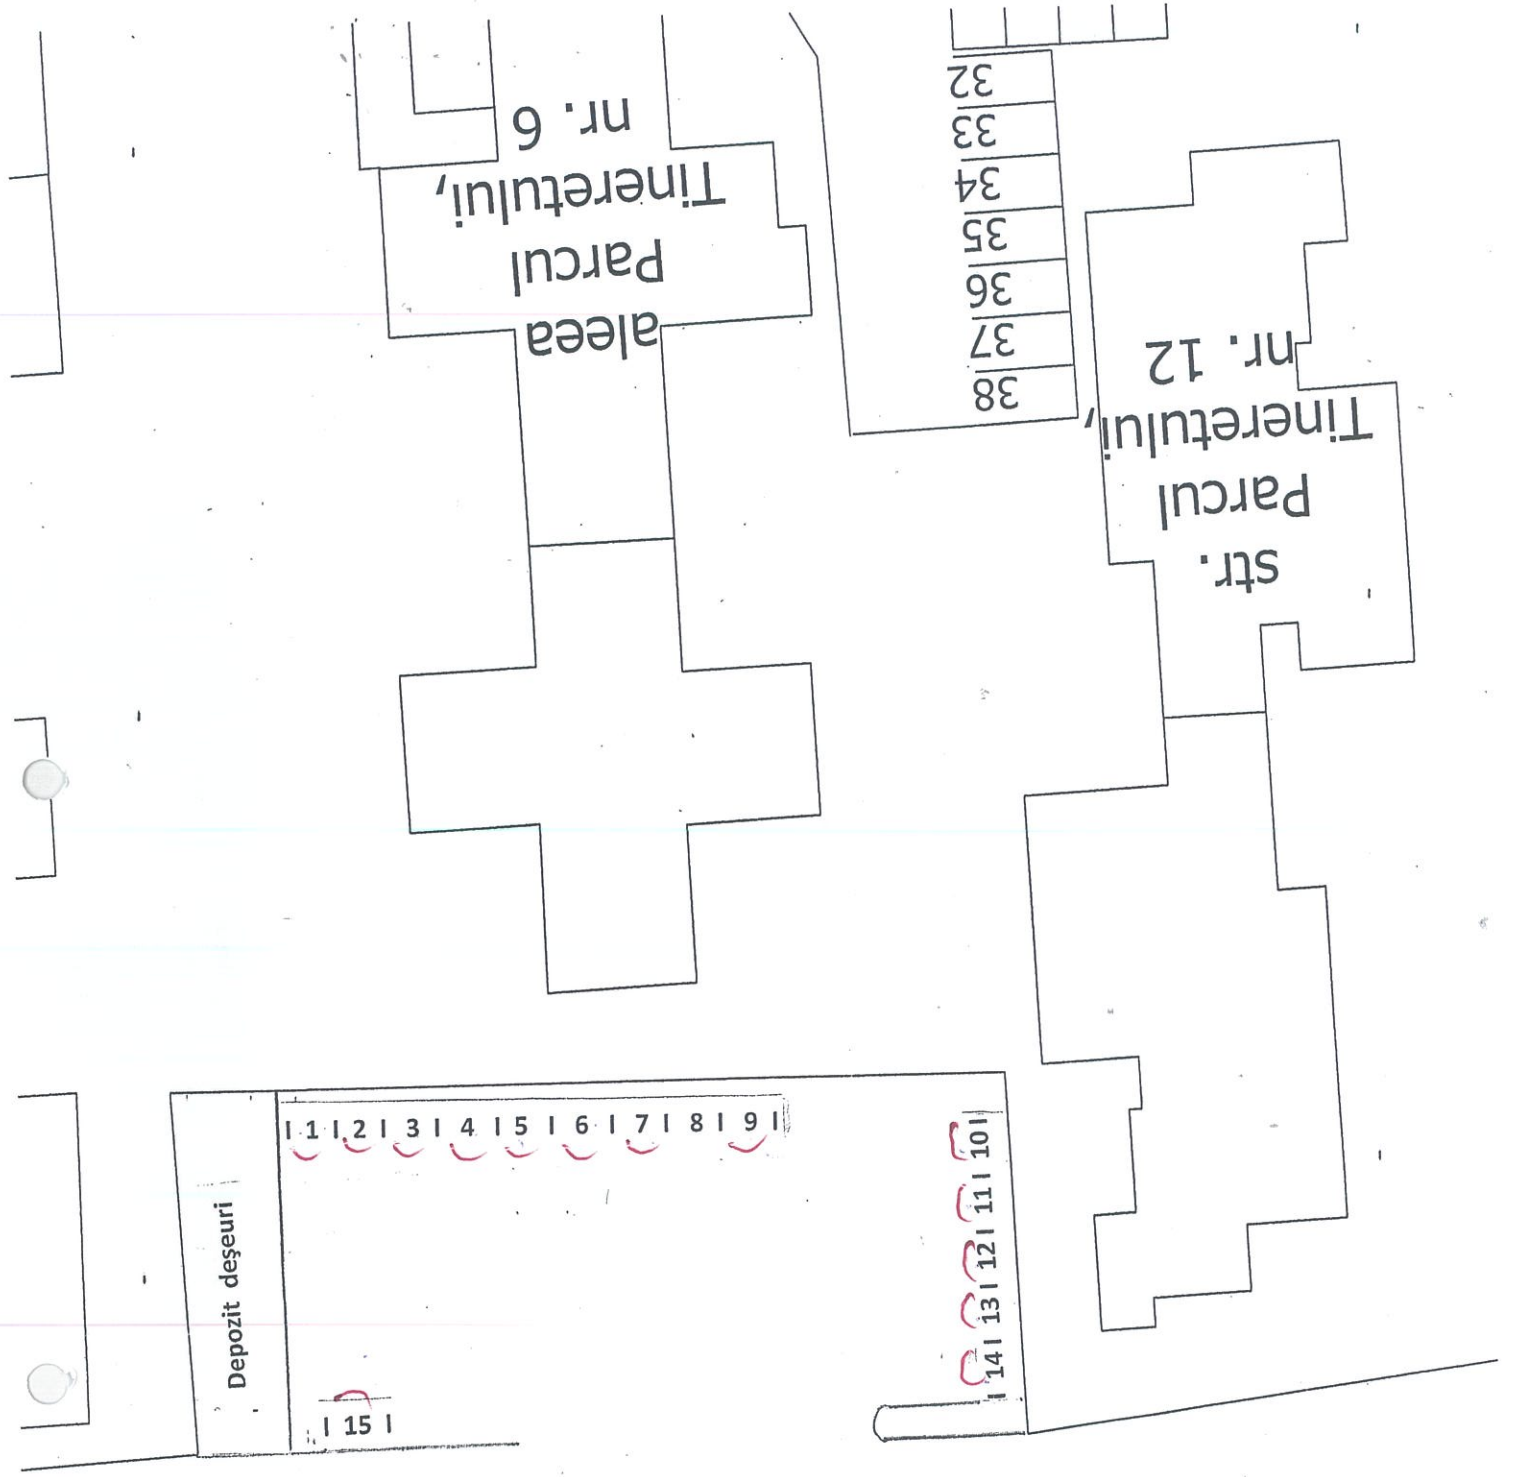 32
33
34
35
36
37
38
aleea
Parcul
Tineretului,
nr. 6
str.
Parcul
Tineretului,
nr. 12
1 2 3 4 5 6 7 8 9
10
11
12
13
14
15
Depozit deșeuri